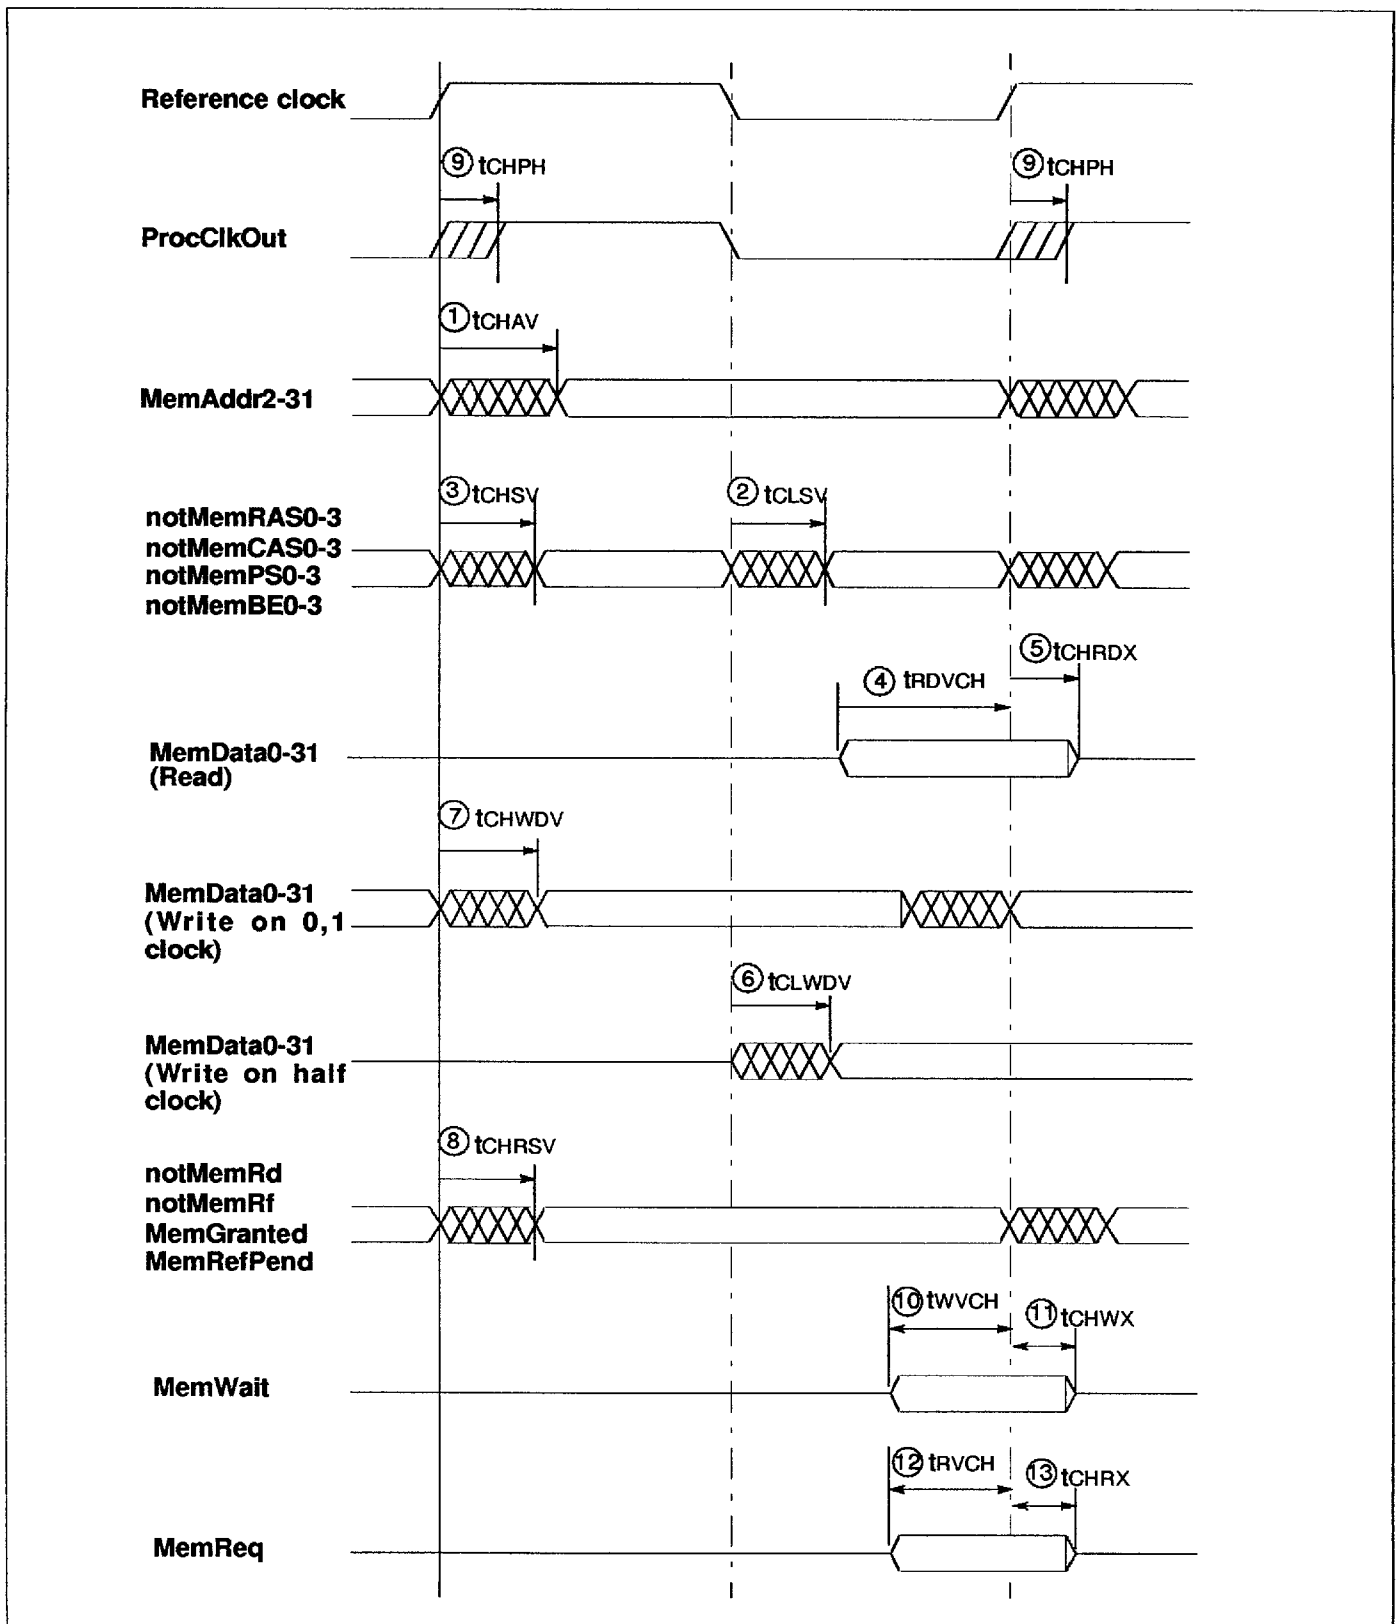 Reference clock
⑨ tCHPH
⑨ tCHPH
ProcClkOut
① tCHAV
MemAddr2-31
③ tCHSV
② tCLSV
notMemRAS0-3
notMemCAS0-3
notMemPS0-3
notMemBE0-3
⑤ tCHRDX
④ tRDVCH
MemData0-31
(Read)
⑦ tCHWDV
MemData0-31
(Write on 0,1
clock)
⑥ tCLWDV
MemData0-31
(Write on half
clock)
⑧ tCHRSV
notMemRd
notMemRf
MemGranted
MemRefPend
⑩ tWVCH
⑪ tCHWX
MemWait
⑫ tRVCH
⑬ tCHRX
MemReq